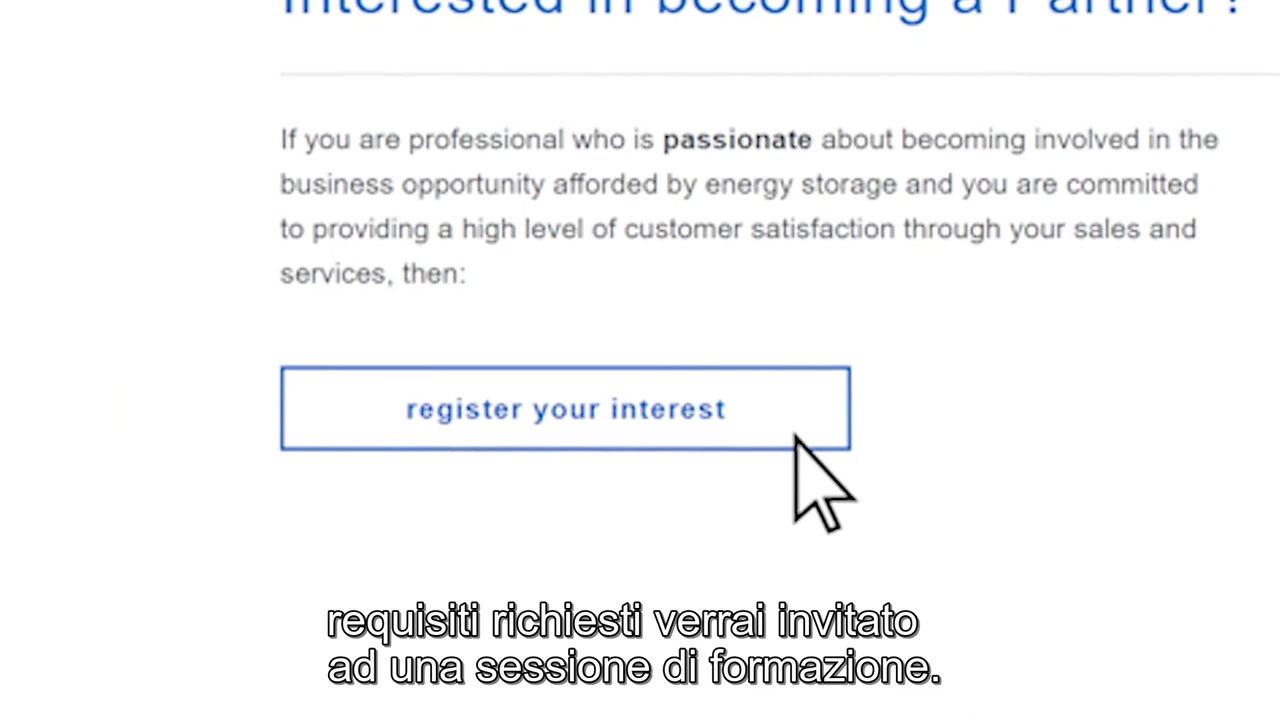 Interested in becoming a Partner?
If you are professional who is passionate about becoming involved in the
business opportunity afforded by energy storage and you are committed
to providing a high level of customer satisfaction through your sales and
services, then:
register your interest
requisiti richiesti verrai invitato
ad una sessione di formazione.